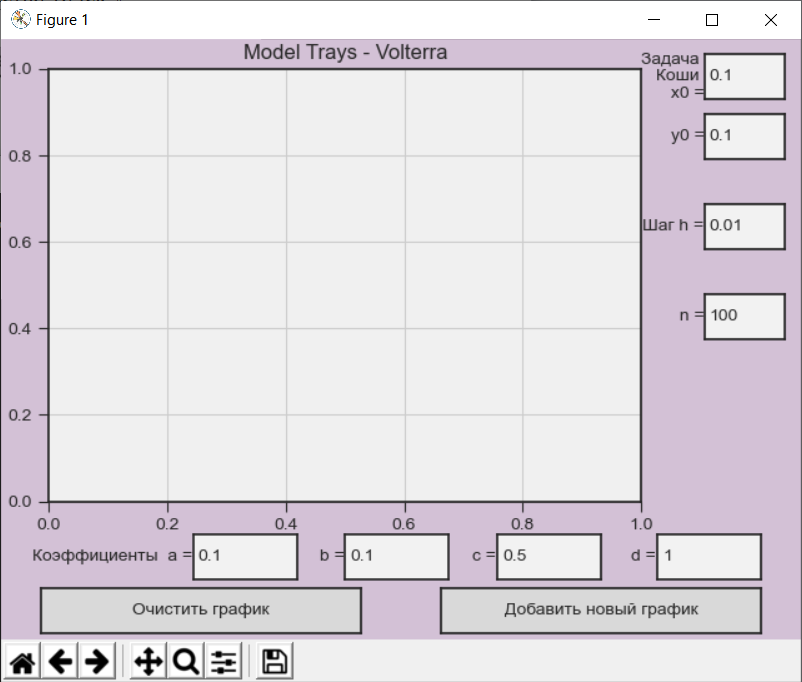 Figure 1
Model Trays - Volterra
1.0
0.8
0.6
0.4
0.2
0.0
0.0 0.2 0.4 0.6 0.8 1.0
Задача
Коши
x0 = 0.1
y0 = 0.1
Шаг h = 0.01
n = 100
Коэффициенты a = 0.1 b = 0.1 c = 0.5 d = 1
Очистить график Добавить новый график